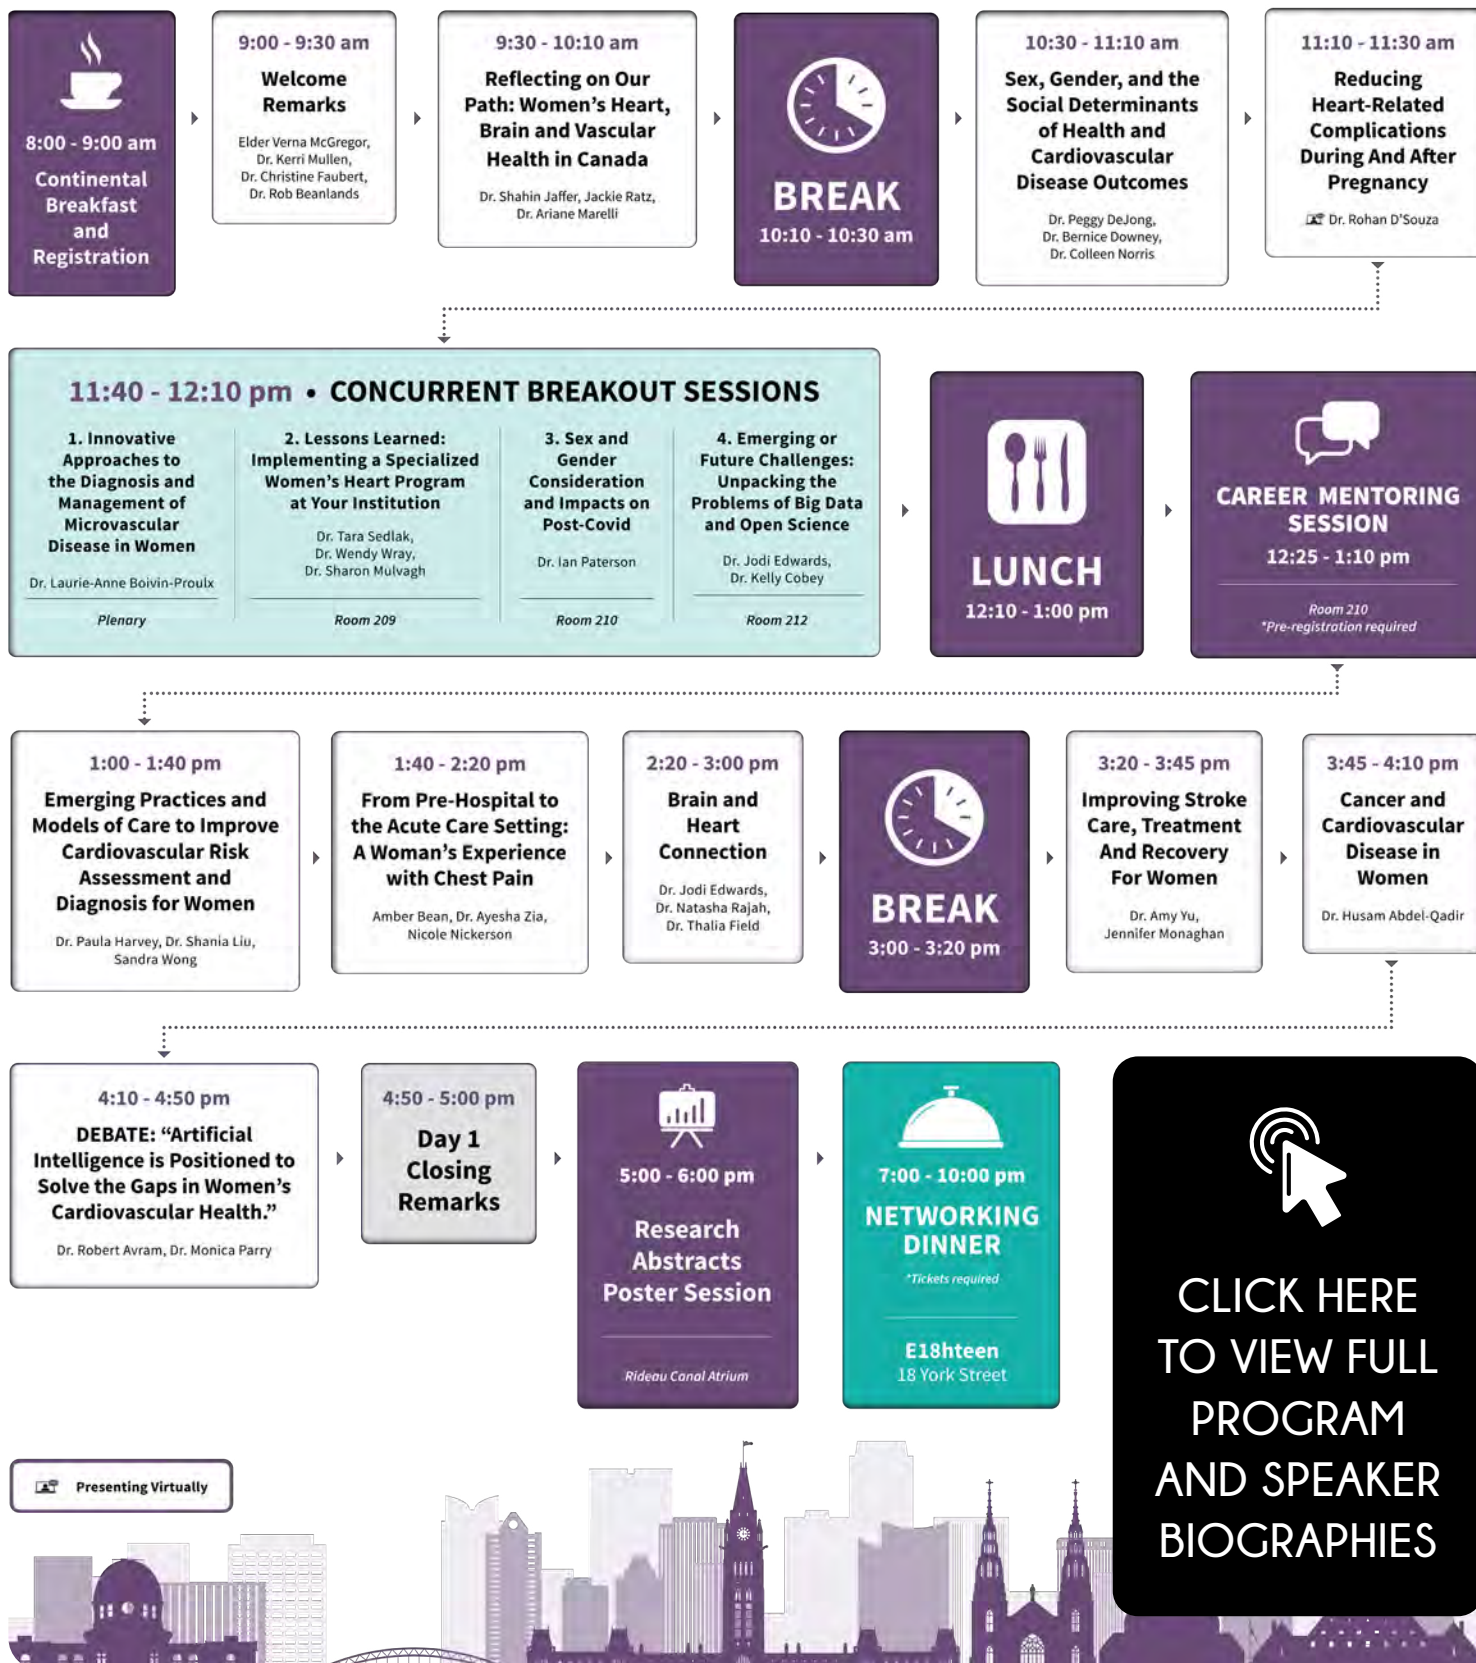 8:00 - 9:00 am
Continental
Breakfast
and
Registration
9:00 - 9:30 am
Welcome
Remarks
Elder Verna McGregor,
Dr. Kerri Mullen,
Dr. Christine Faubert,
Dr. Rob Beanlands
9:30 - 10:10 am
Reflecting on Our
Path: Women's Heart,
Brain and Vascular
Health in Canada
Dr. Shahin Jaffer, Jackie Ratz,
Dr. Ariane Marelli
BREAK
10:10 - 10:30 am
10:30 - 11:10 am
Sex, Gender, and the
Social Determinants
of Health and
Cardiovascular
Disease Outcomes
Dr. Peggy DeJong,
Dr. Bernice Downey,
Dr. Colleen Norris
11:10 - 11:30 am
Reducing
Heart-Related
Complications
During And After
Pregnancy
Dr. Rohan D'Souza
11:40 - 12:10 pm • CONCURRENT BREAKOUT SESSIONS
1. Innovative
Approaches to
the Diagnosis and
Management of
Microvascular
Disease in Women
Dr. Laurie-Anne Boivin-Proulx
Plenary
2. Lessons Learned:
Implementing a Specialized
Women's Heart Program
at Your Institution
Dr. Tara Sedlak,
Dr. Wendy Wray,
Dr. Sharon Mulvagh
Room 209
3. Sex and
Gender
Consideration
and Impacts on
Post-Covid
Dr. Ian Paterson
Room 210
4. Emerging or
Future Challenges:
Unpacking the
Problems of Big Data
and Open Science
Dr. Jodi Edwards,
Dr. Kelly Cobey
Room 212
LUNCH
12:10 - 1:00 pm
CAREER MENTORING
SESSION
12:25 - 1:10 pm
Room 210
*Pre-registration required
1:00 - 1:40 pm
Emerging Practices and
Models of Care to Improve
Cardiovascular Risk
Assessment and
Diagnosis for Women
Dr. Paula Harvey, Dr. Shania Liu,
Sandra Wong
1:40 - 2:20 pm
From Pre-Hospital to
the Acute Care Setting:
A Woman's Experience
with Chest Pain
Amber Bean, Dr. Ayesha Zia,
Nicole Nickerson
2:20 - 3:00 pm
Brain and
Heart
Connection
Dr. Jodi Edwards,
Dr. Natasha Rajah,
Dr. Thalia Field
BREAK
3:00 - 3:20 pm
3:20 - 3:45 pm
Improving Stroke
Care, Treatment
And Recovery
For Women
Dr. Amy Yu,
Jennifer Monaghan
3:45 - 4:10 pm
Cancer and
Cardiovascular
Disease in
Women
Dr. Husam Abdel-Qadir
4:10 - 4:50 pm
DEBATE: “Artificial
Intelligence is Positioned to
Solve the Gaps in Women's
Cardiovascular Health.”
Dr. Robert Avram, Dr. Monica Parry
4:50 - 5:00 pm
Day 1
Closing
Remarks
5:00 - 6:00 pm
Research
Abstracts
Poster Session
Rideau Canal Atrium
7:00 - 10:00 pm
NETWORKING
DINNER
*Tickets required
E18hteen
18 York Street
CLICK HERE
TO VIEW FULL
PROGRAM
AND SPEAKER
BIOGRAPHIES
Presenting Virtually